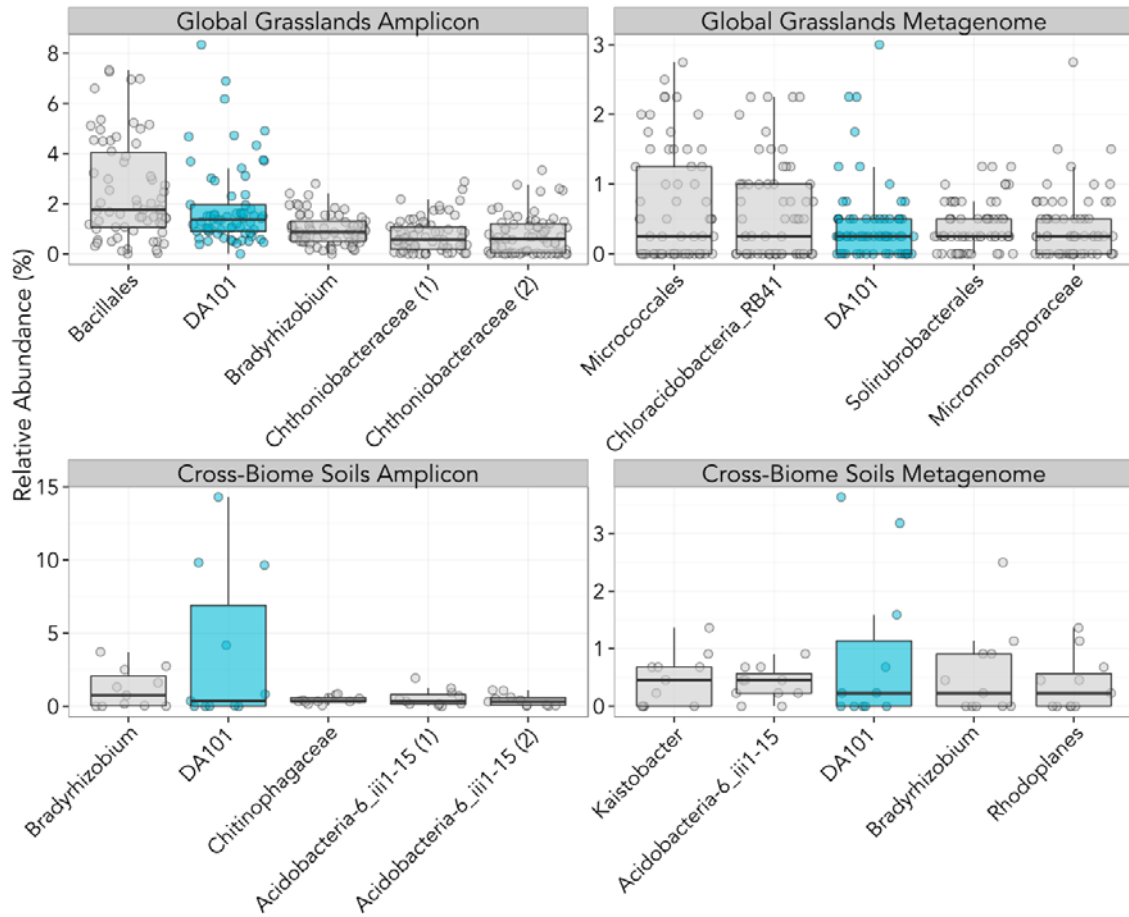 Global Grasslands Amplicon
Global Grasslands Metagenome
Relative Abundance (%)
8
6
4
2
0
3
2
1
0
Bacillales
DA101
Bradyrhizobium
Chthoniobacteraceae (1)
Chthoniobacteraceae (2)
Micrococcales
Chloracidobacteria_RB41
DA101
Solirubrobacterales
Micromonosporaceae
Cross-Biome Soils Amplicon
Cross-Biome Soils Metagenome
15
10
5
0
3
2
1
0
Bradyrhizobium
DA101
Chitinophagaceae
Acidobacteria-6_iii1-15 (1)
Acidobacteria-6_iii1-15 (2)
Kaistobacter
Acidobacteria-6_iii1-15
DA101
Bradyrhizobium
Rhodoplanes